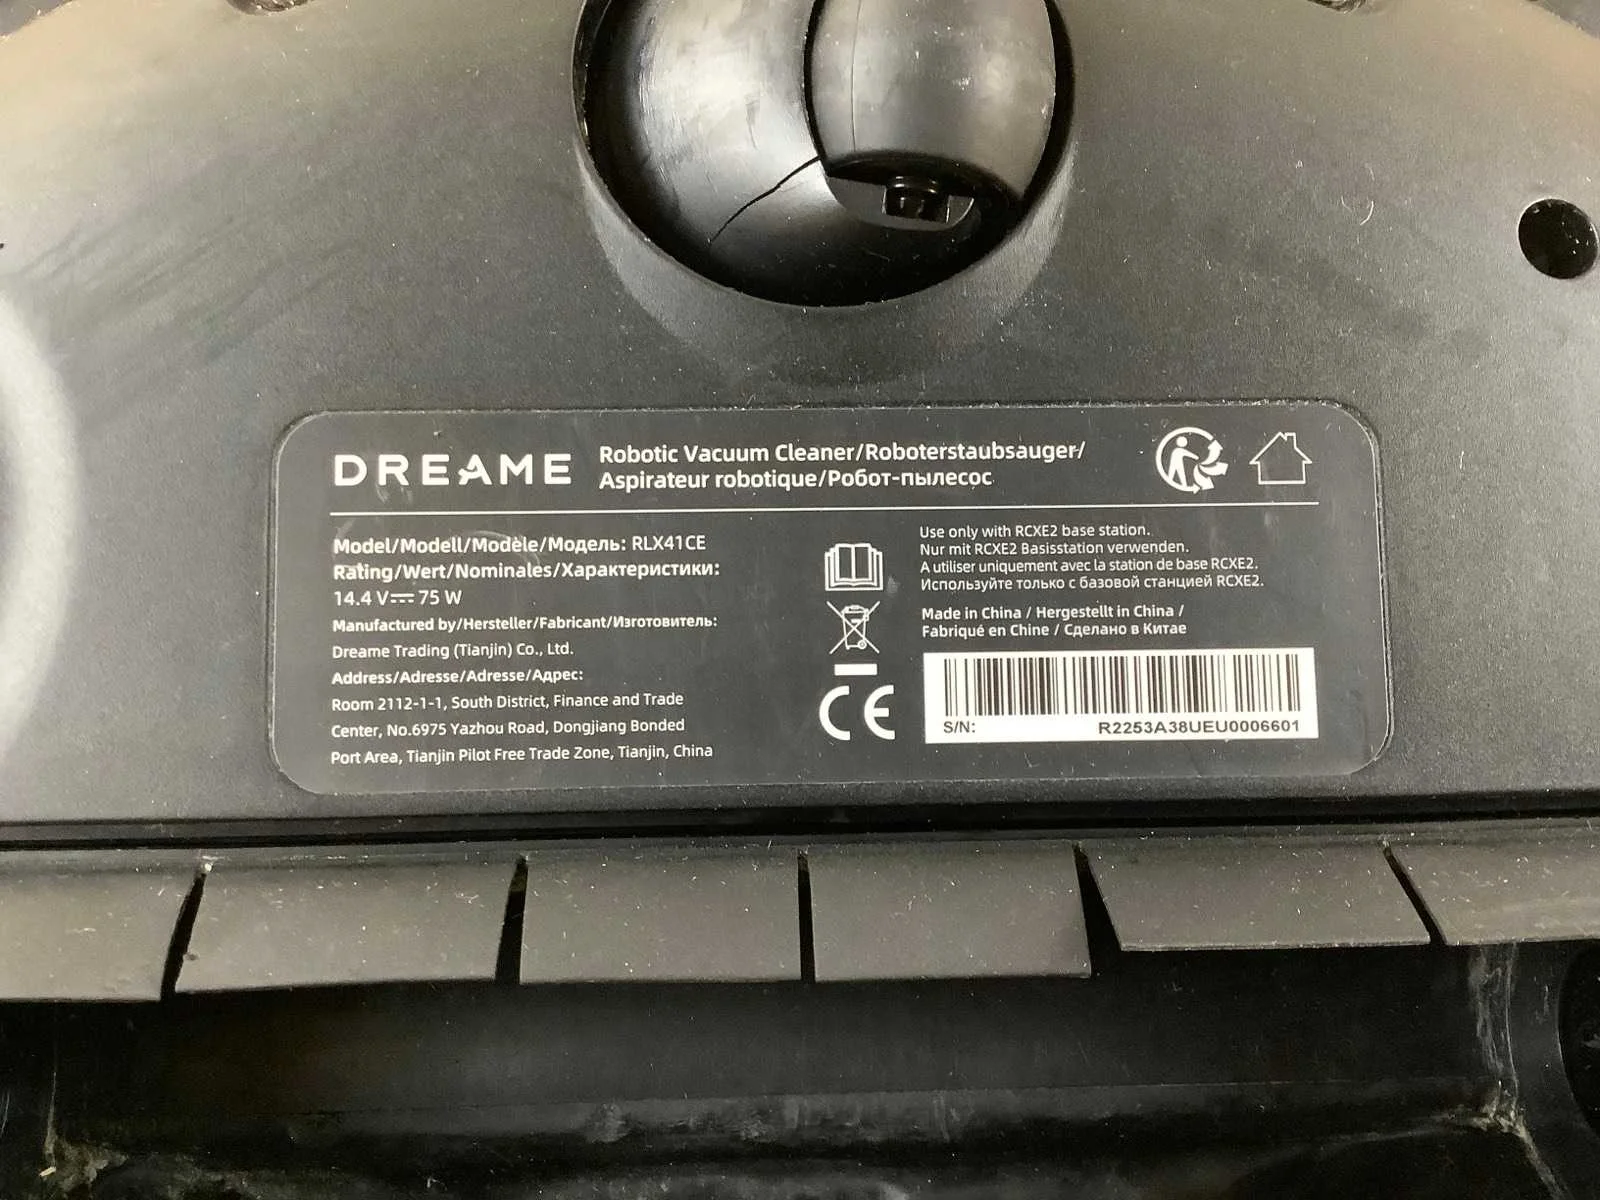 DREAME
Robotic Vacuum Cleaner/Roboterstaubsauger/
Aspirateur robotique/Робот-пылесос
Model/Modell/Modèle/Модель: RLX41CE
Rating/Wert/Nominales/Характеристики:
14.4 V⎓75 W
Manufactured by/Hersteller/Fabricant/Изготовитель:
Dreame Trading (Tianjin) Co., Ltd.
Address/Adresse/Adresse/Адрес:
Room 2112-1-1, South District, Finance and Trade
Center, No.6975 Yazhou Road, Dongjiang Bonded
Port Area, Tianjin Pilot Free Trade Zone, Tianjin, China
CE
Use only with RCXE2 base station.
Nur mit RCXE2 Basisstation verwenden.
A utiliser uniquement avec la station de base RCXE2.
Используйте только с базовой станцией RCXE2.
Made in China / Hergestellt in China /
Fabriqué en Chine / Сделано в Китае
S/N: R2253A38UEU0006601